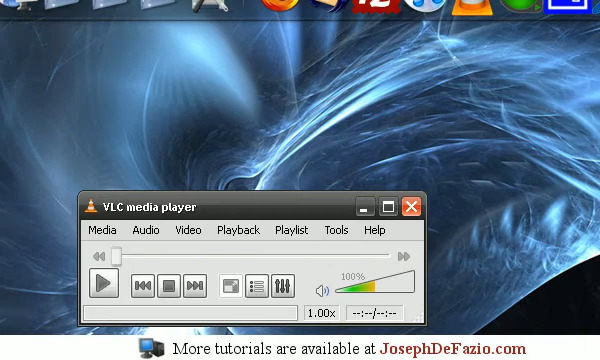 VLC media player
Media Audio Video Playback Playlist Tools Help
100%
1.00x --:--/--:--
More tutorials are available at JosephDeFazio.com